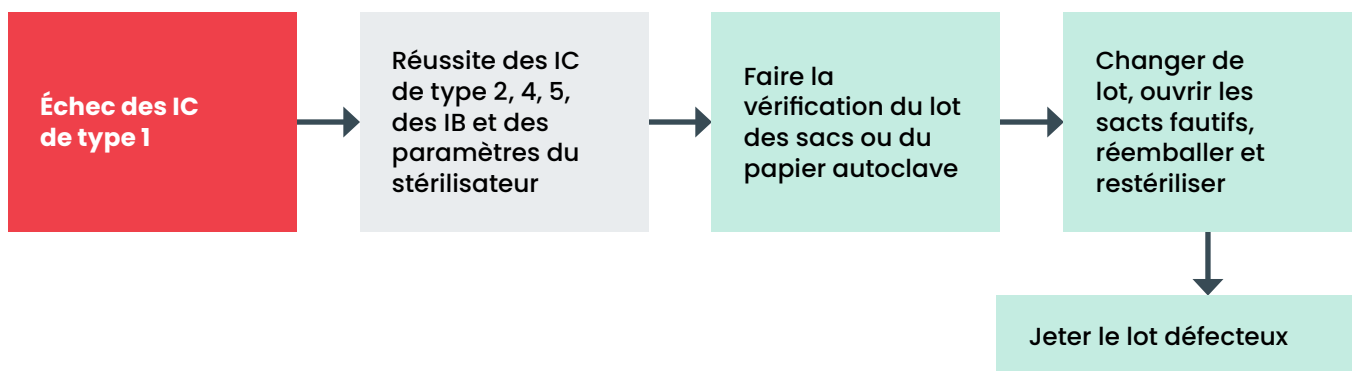 Échec des IC
de type 1
Réussite des IC
de type 2, 4, 5,
des IB et des
paramètres du
stérilisateur
Faire la
vérification du lot
des sacs ou du
papier autoclave
Changer de
lot, ouvrir les
sacts fautifs,
réemballer et
restériliser
Jeter le lot défecteux